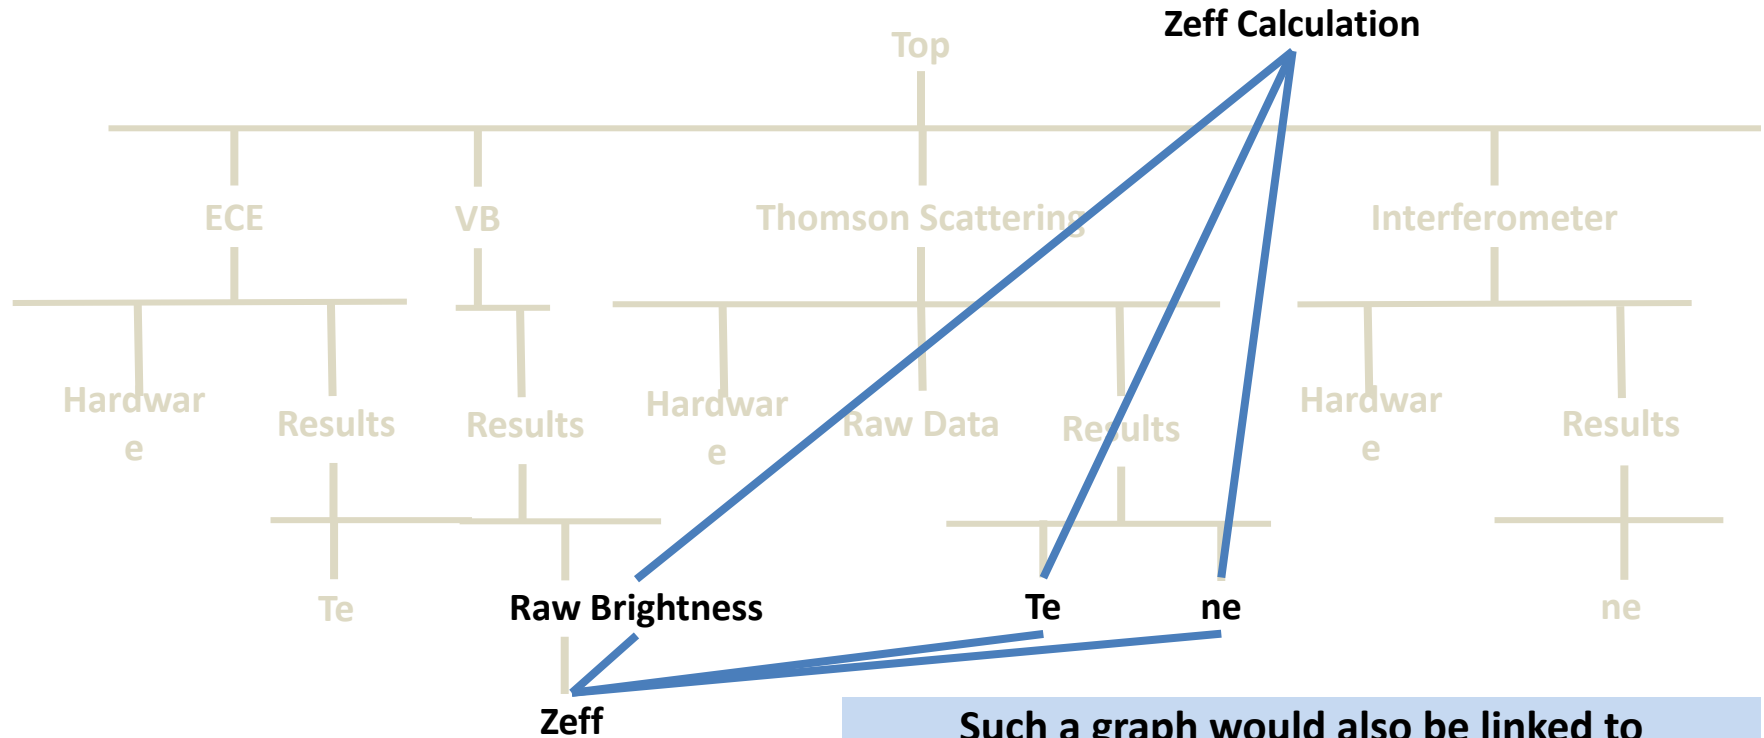 Zeff Calculation
Top
ECE
VB
Thomson Scattering
Interferometer
Hardwar
e
Results
Results
Hardwar
e
Raw Data
Results
Hardwar
e
Results
Te
Raw Brightness
Te
ne
ne
Zeff
Such a graph would also be linked to